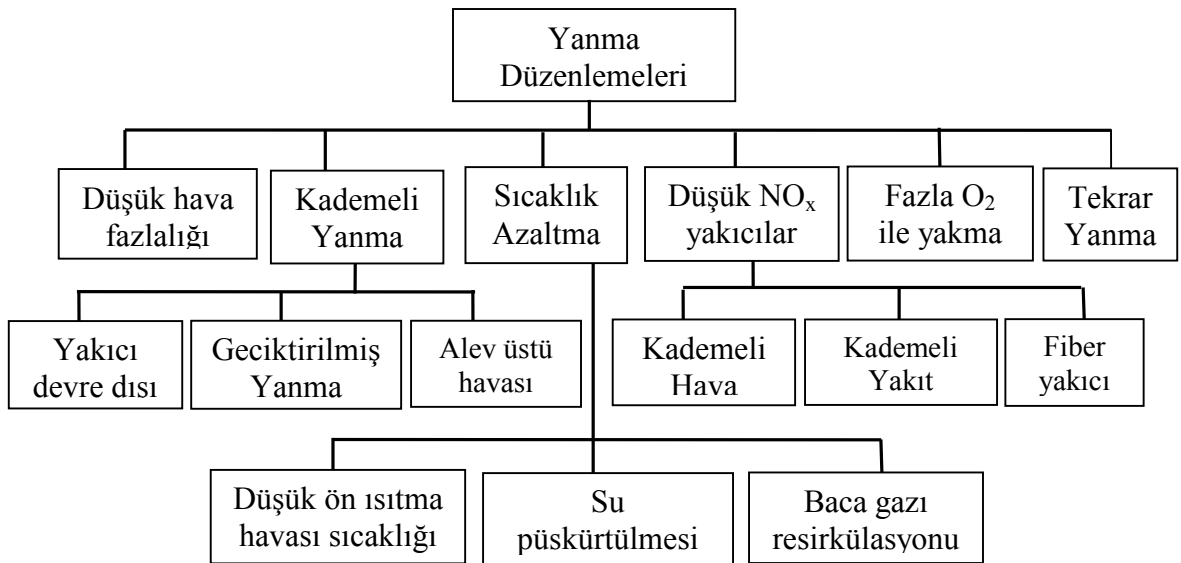 Yanma
Düzenlemeleri
Düşük hava
fazlalığı
Kademeli
Yanma
Sıcaklık
Azaltma
Düşük NOₓ
yakıcılar
Fazla O₂
ile yakma
Tekrar
Yanma
Yakıcı
devre dısı
Geciktirilmiş
Yanma
Alev üstü
havası
Kademeli
Hava
Kademeli
Yakıt
Fiber
yakıcı
Düşük ön ısıtma
havası sıcaklığı
Su
püskürtülmesi
Baca gazı
resirkülasyonu